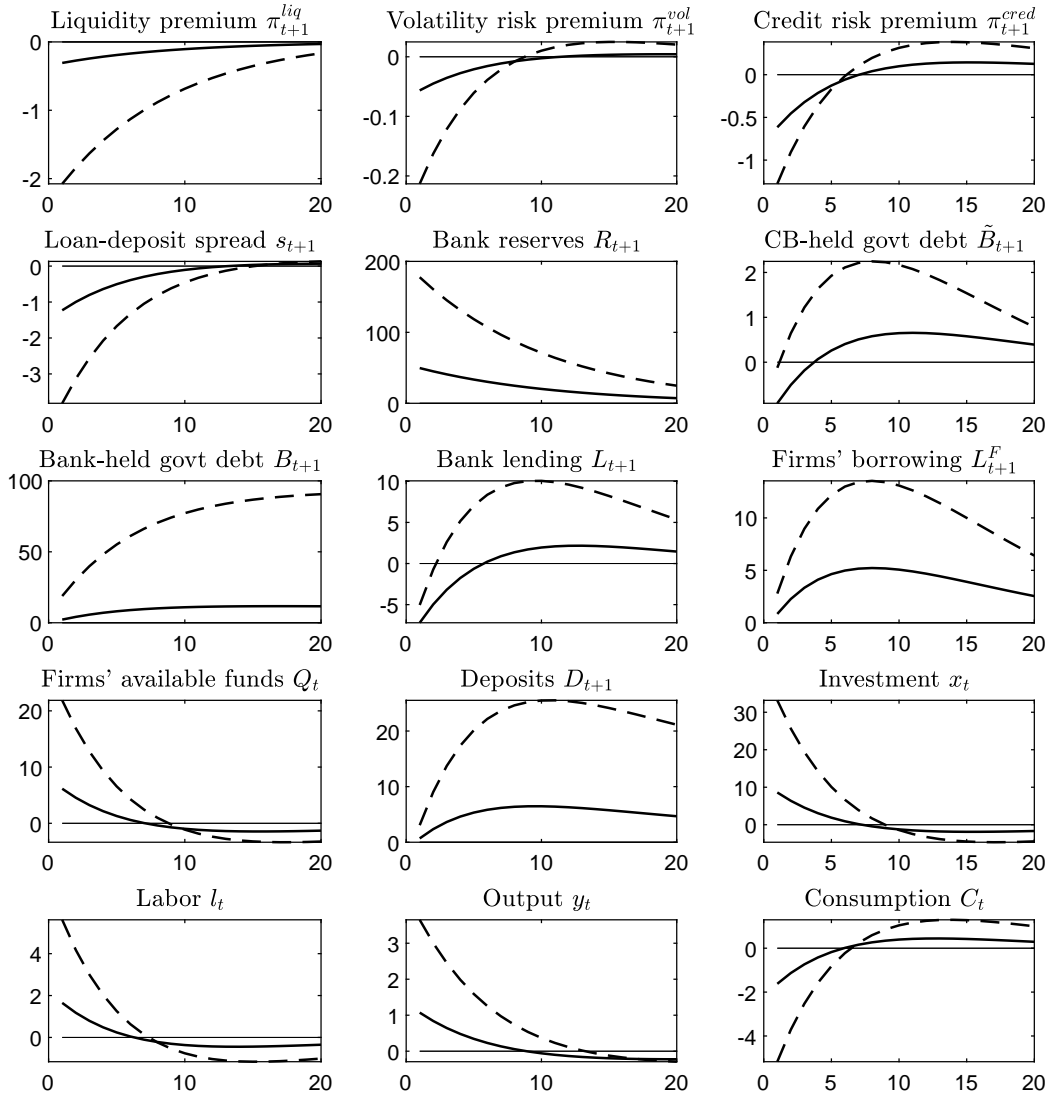 Liquidity premium π^{liq}_{t+1}
Volatility risk premium π^{vol}_{t+1}
Credit risk premium π^{cred}_{t+1}
0
-1
-2
0 10 20
0
-0.1
-0.2
0 10 20
0
-0.5
-1
0 5 10 15 20
Loan-deposit spread s_{t+1}
Bank reserves R_{t+1}
CB-held govt debt B̃_{t+1}
0
-1
-2
-3
0 10 20
200
100
0
0 10 20
2
1
0
0 5 10 15 20
Bank-held govt debt B_{t+1}
Bank lending L_{t+1}
Firms' borrowing L^F_{t+1}
100
50
0
0 10 20
10
5
0
-5
0 10 20
10
5
0
0 5 10 15 20
Firms' available funds Q_t
Deposits D_{t+1}
Investment x_t
20
10
0
0 10 20
20
10
0
0 10 20
30
20
10
0
0 5 10 15 20
Labor l_t
Output y_t
Consumption C_t
4
2
0
0 10 20
3
2
1
0
0 10 20
0
-2
-4
0 5 10 15 20